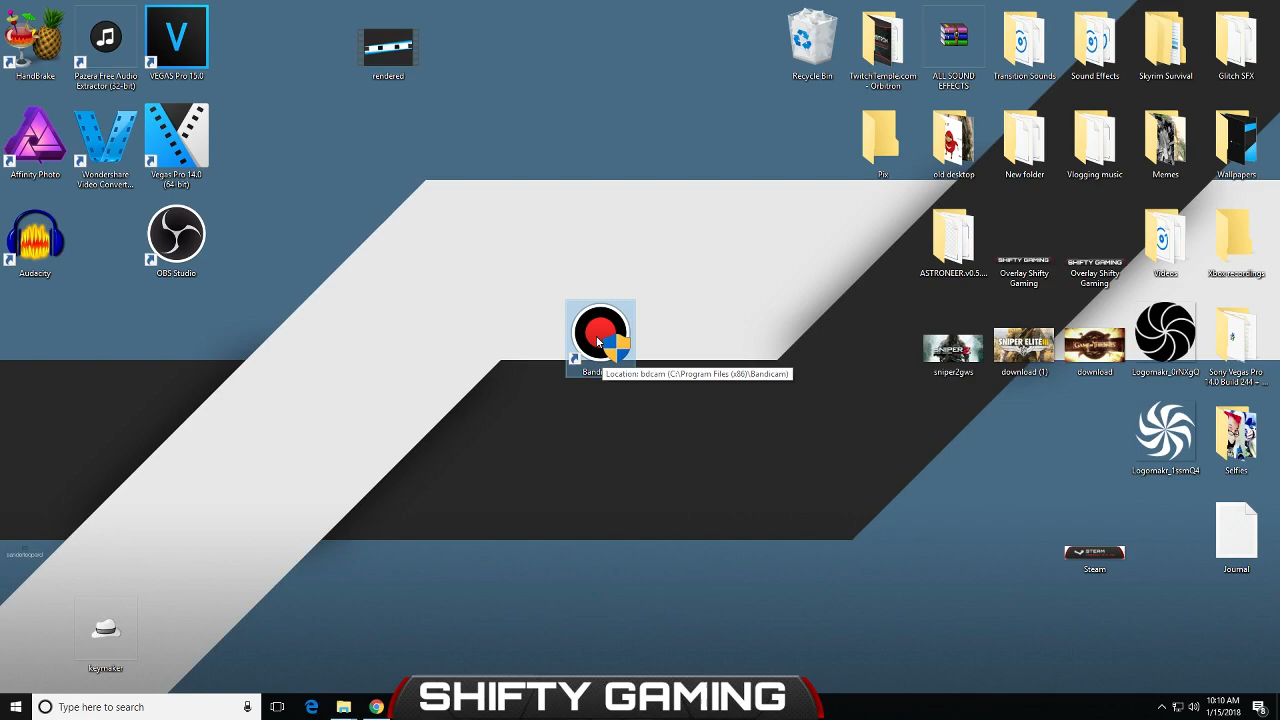 HandBrake
Pazera Free Audio
Extractor (32-bit)
VEGAS Pro 15.0
rendered
Recycle Bin
TwitchTemple.com
- Orbitron
ALL SOUND
EFFECTS
Transition Sounds
Sound Effects
Skyrim Survival
Glitch SFX
Affinity Photo
Wondershare
Video Convert...
Vegas Pro 14.0
(64-bit)
Pix
old desktop
New folder
Vlogging music
Memes
Wallpapers
Audacity
OBS Studio
ASTRONEER.v0.5....
SHIFTY GAMING
Overlay Shifty
Gaming
SHIFTY GAMING
Overlay Shifty
Gaming
Videos
Xbox recordings
Bandi
Location: bdcam (C:\Program Files (x86)\Bandicam)
sniper2gws
download (1)
download
Logomakr_0rNXgO
Sony Vegas Pro
14.0 Build 244 + ...
Logomakr_1ssmQ4
Selfies
sanderleopard
STEAM
Steam
Journal
keymaker
SHIFTY GAMING
Type here to search
10:10 AM
1/15/2018
8